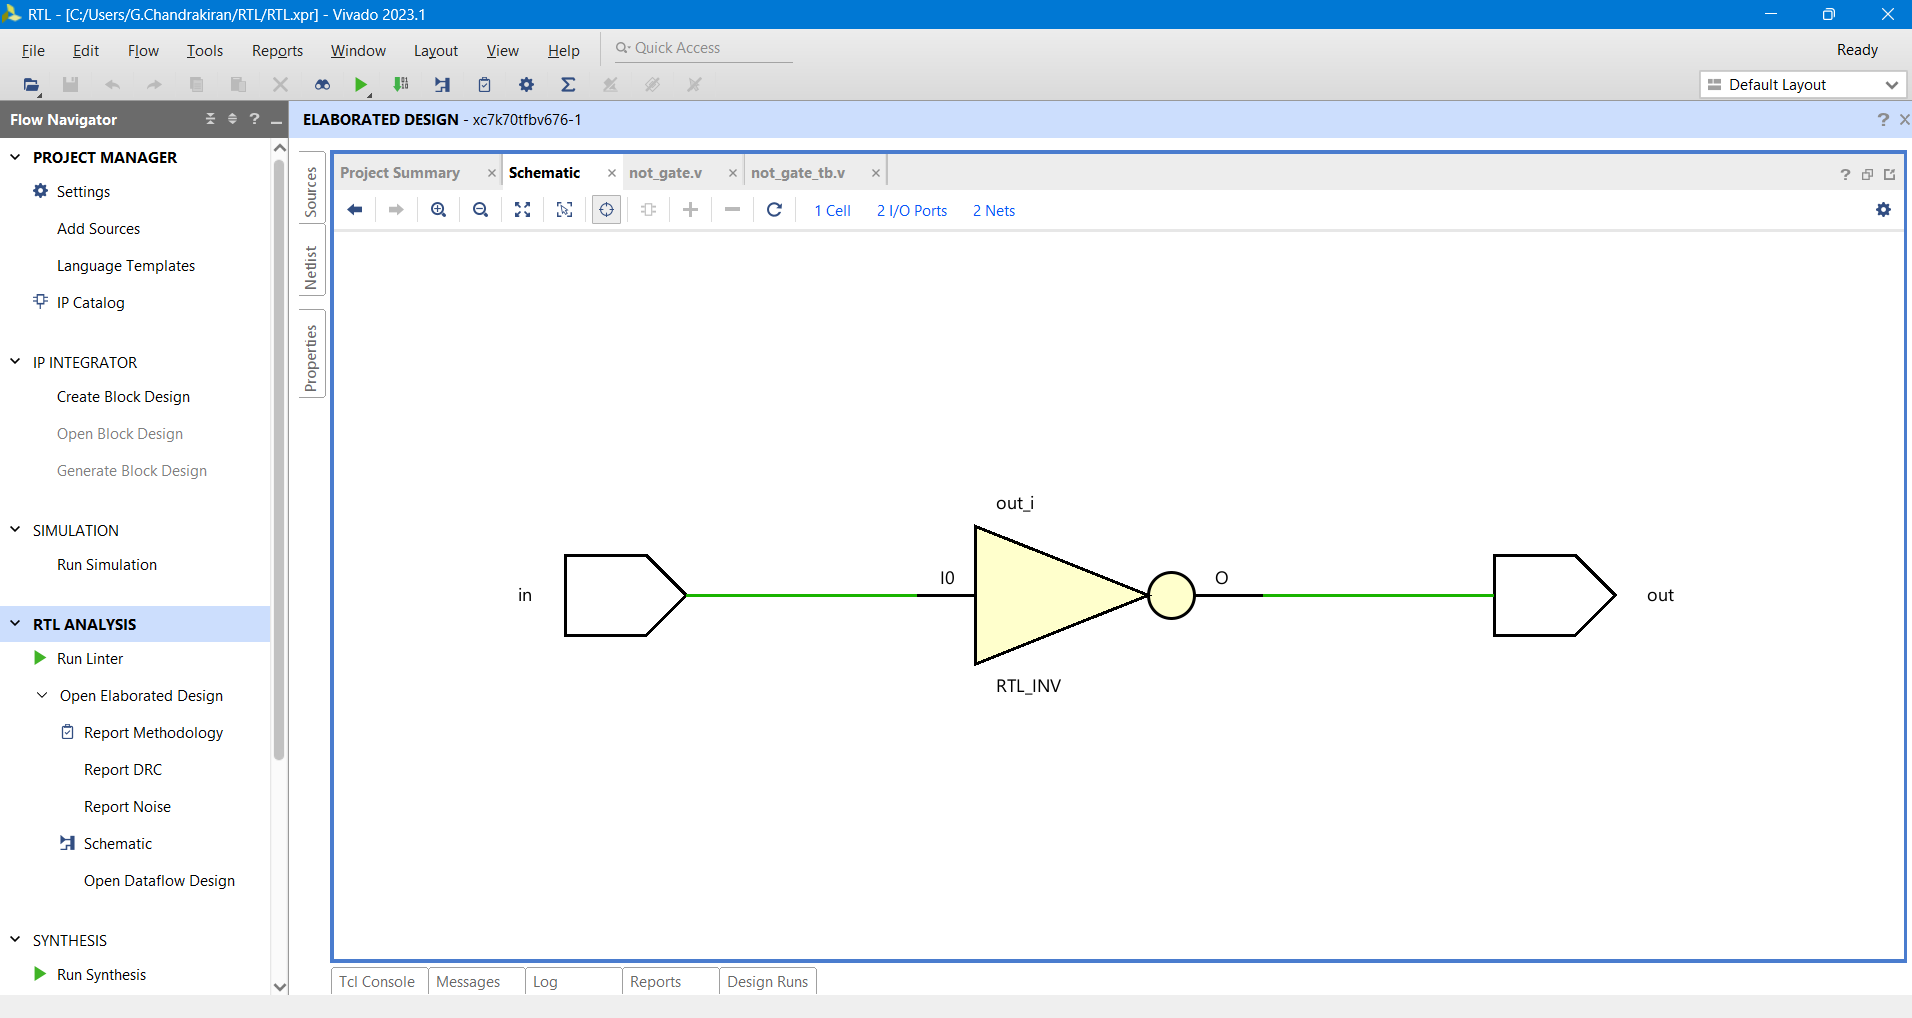 RTL - [C:/Users/G.Chandrakiran/RTL/RTL.xpr] - Vivado 2023.1
File Edit Flow Tools Reports Window Layout View Help Quick Access Ready
Default Layout
Flow Navigator
PROJECT MANAGER
Settings
Add Sources
Language Templates
IP Catalog
IP INTEGRATOR
Create Block Design
Open Block Design
Generate Block Design
SIMULATION
Run Simulation
RTL ANALYSIS
Run Linter
Open Elaborated Design
Report Methodology
Report DRC
Report Noise
Schematic
Open Dataflow Design
SYNTHESIS
Run Synthesis
ELABORATED DESIGN - xc7k70tfbv676-1
Sources
Netlist
Properties
Project Summary Schematic not_gate.v not_gate_tb.v
1 Cell 2 I/O Ports 2 Nets
out_i
in I0 O out
RTL_INV
Tcl Console Messages Log Reports Design Runs